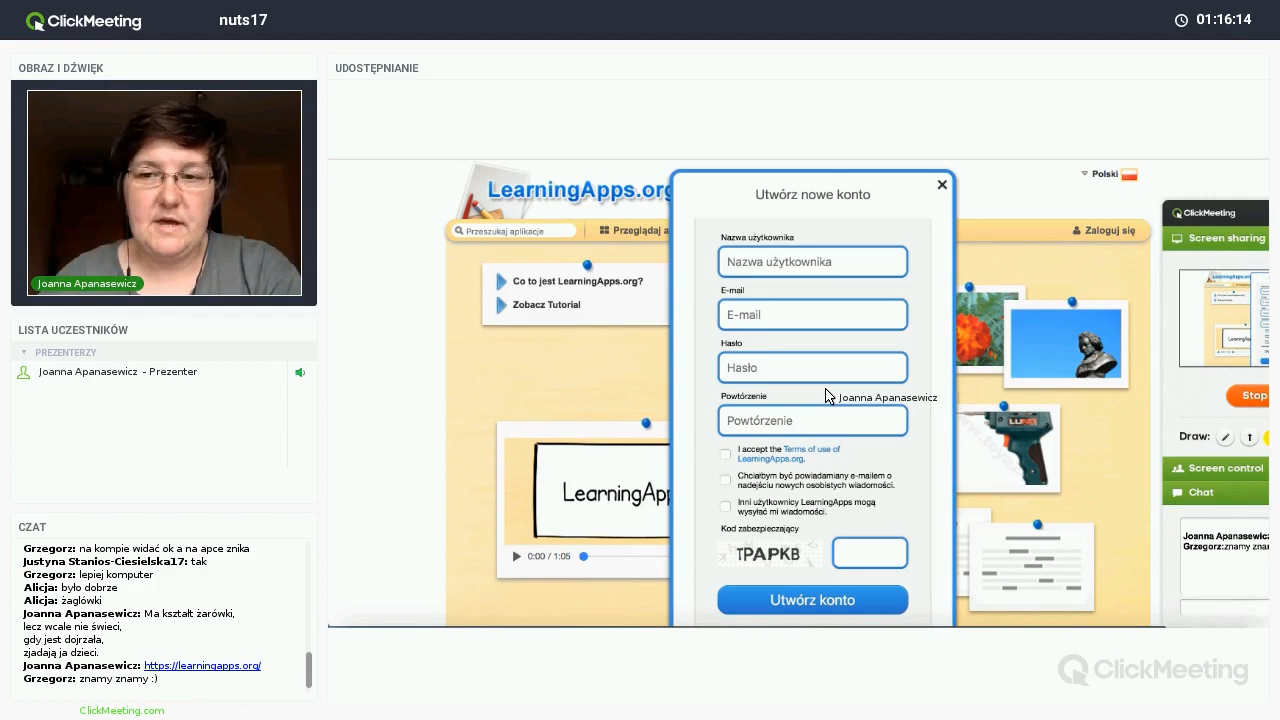 ClickMeeting
nuts17
01:16:14
OBRAZ I DŹWIĘK
Joanna Apanasewicz
LISTA UCZESTNIKÓW
PREZENTERZY
Joanna Apanasewicz - Prezenter
CZAT
Grzegorz: na kompie widać ok a na apce znika
Justyna Stanios-Ciesielska17: tak
Grzegorz: lepiej komputer
Alicja: było dobrze
Alicja: żaglówki
Joanna Apanasewicz: Ma kształt żarówki,
lecz wcale nie świeci,
gdy jest dojrzała,
zjadają ja dzieci.
Joanna Apanasewicz: https://learningapps.org/
Grzegorz: znamy znamy :)
ClickMeeting.com
UDOSTĘPNIANIE
LearningApps.org
Polski
Przeszukaj aplikacje
Przeglądaj a
Zaloguj się
Co to jest LearningApps.org?
Zobacz Tutorial
LearningApp
0:00 / 1:05
Utwórz nowe konto
Nazwa użytkownika
Nazwa użytkownika
E-mail
E-mail
Hasło
Hasło
Joanna Apanasewicz
Powtórzenie
Powtórzenie
I accept the Terms of use of
LearningApps.org.
Chciałbym być powiadamiany e-mailem o
nadejściu nowych osobistych wiadomości.
Inni użytkownicy LearningApps mogą
wysyłać mi wiadomości.
Kod zabezpieczający
TPAPKB
Utwórz konto
ClickMeeting
Screen sharing
Stop
Draw:
Screen control
Chat
Joanna Apanasewicz
Grzegorz:znamy zna
ClickMeeting